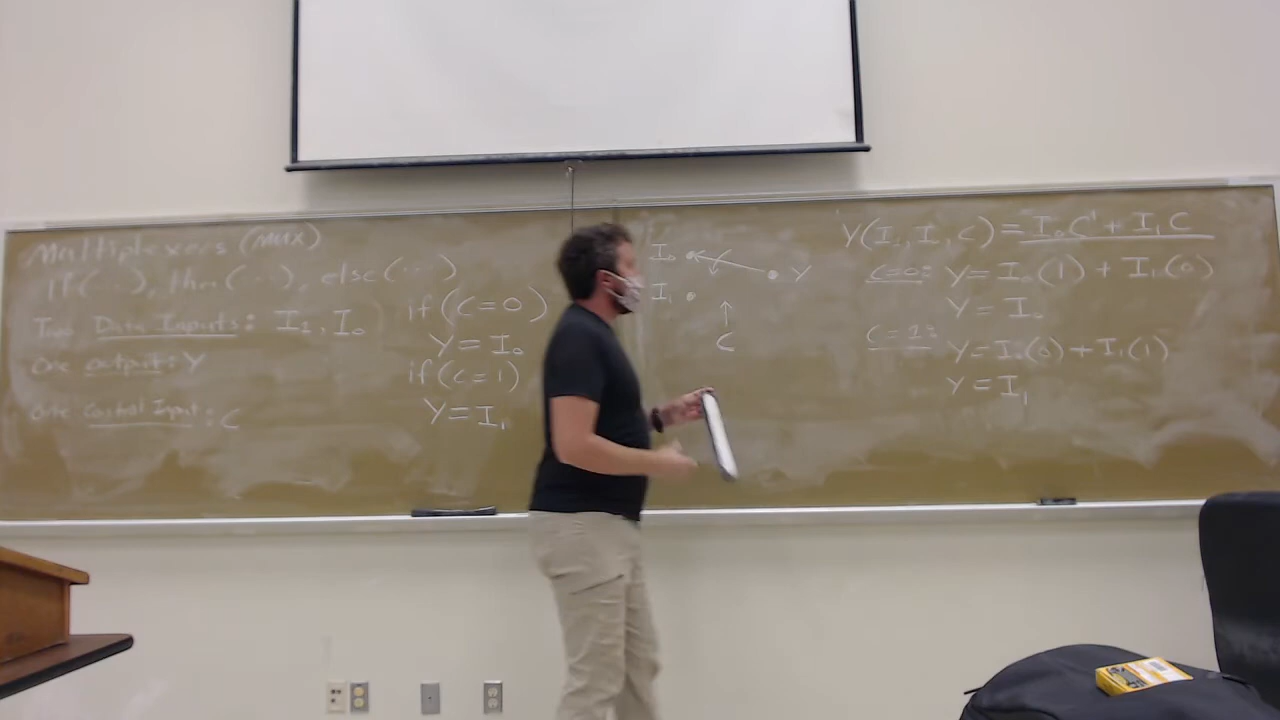 Multiplexers (Mux)
if(...), then(...), else(...)
Two Data Inputs: I₁, I₀
One output: Y
One Control Input: C
if(C=0)
Y=I₀
if(C=1)
Y=I₁
I₀ Y
I₁
C
Y(I₁,I₀,C)=I₀C'+I₁C
C=0: Y=I₀(1)+I₁(0)
Y=I₀
C=1: Y=I₀(0)+I₁(1)
Y=I₁